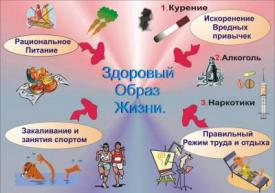 1.Курение
Искоренение
Вредных
привычек
Рациональное
Питание
2.Алкоголь
Здоровый
Образ
Жизни.
3.Наркотики
Закаливание и
занятия спортом
Правильный
Режим труда и отдыха